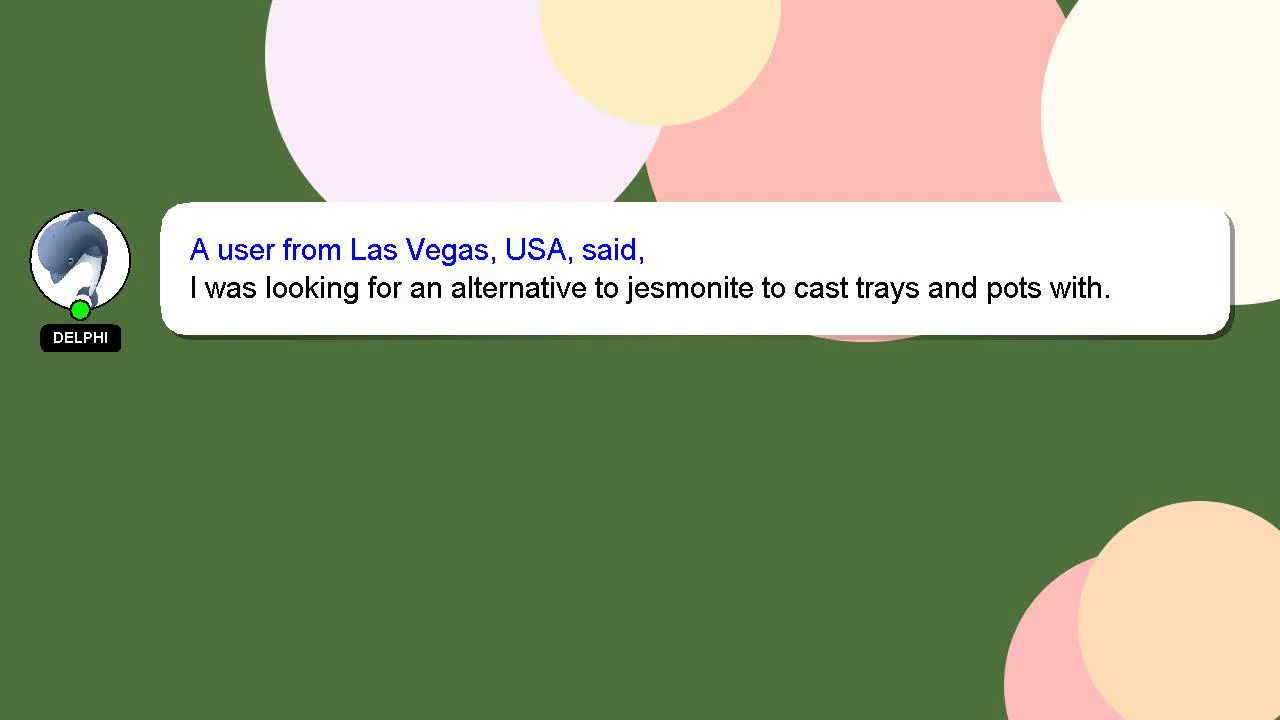 A user from Las Vegas, USA, said,
I was looking for an alternative to jesmonite to cast trays and pots with.
DELPHI